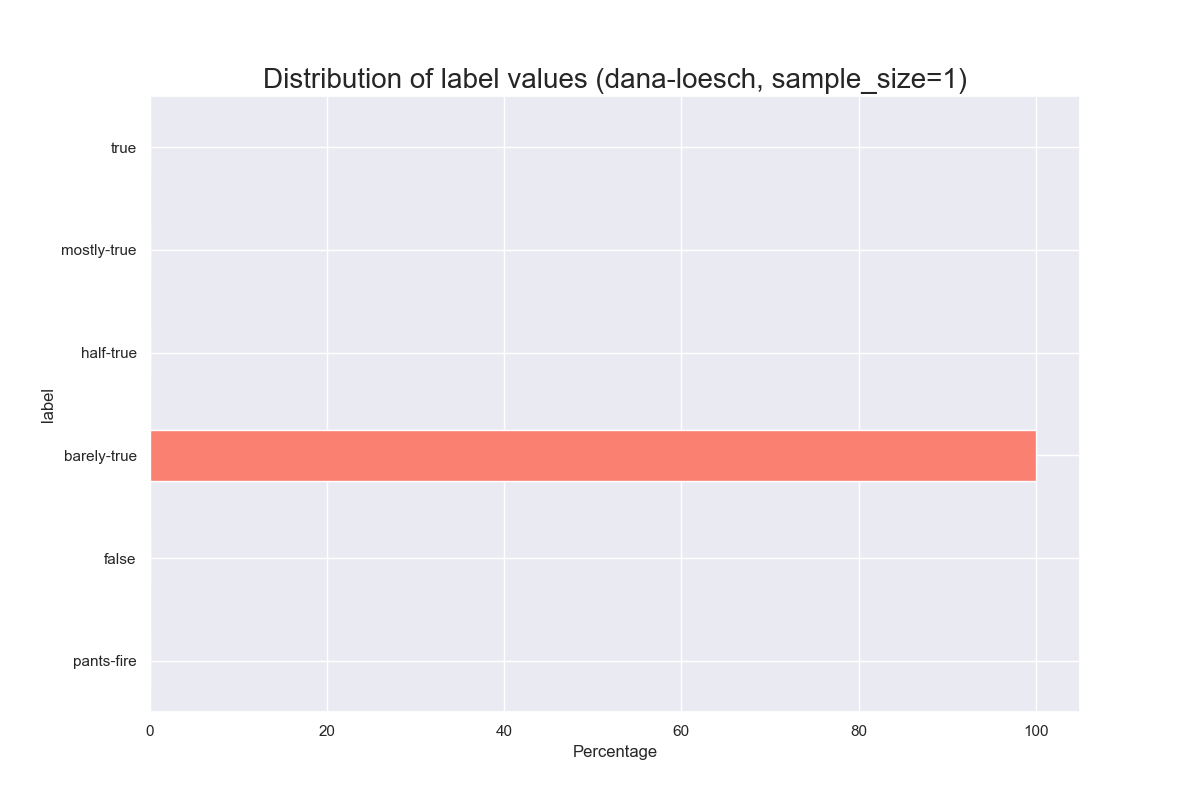 Distribution of label values (dana-loesch, sample_size=1)
true
mostly-true
half-true
label
barely-true
false
pants-fire
0 20 40 60 80 100
Percentage